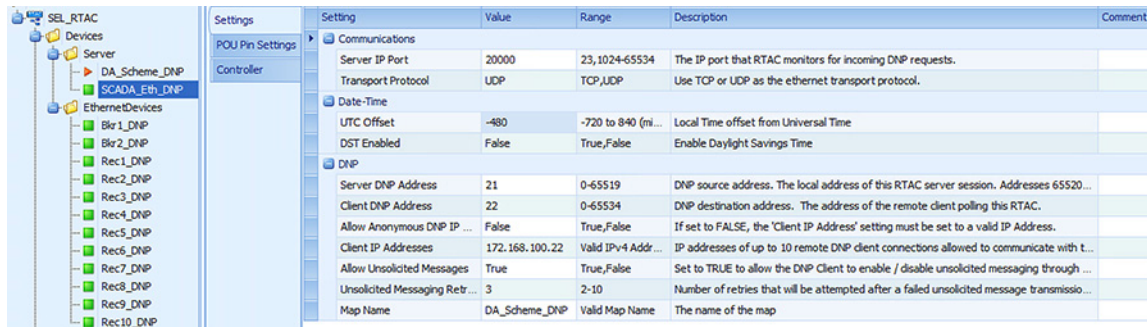 SEL_RTAC
Devices
Server
DA_Scheme_DNP
SCADA_Eth_DNP
EthernetDevices
Bkr1_DNP
Bkr2_DNP
Rec1_DNP
Rec2_DNP
Rec3_DNP
Rec4_DNP
Rec5_DNP
Rec6_DNP
Rec7_DNP
Rec8_DNP
Rec9_DNP
Rec10_DNP
Settings
POU Pin Settings
Controller
Setting Value Range Description Comment
Communications
Server IP Port 20000 23,1024-65534 The IP port that RTAC monitors for incoming DNP requests.
Transport Protocol UDP TCP,UDP Use TCP or UDP as the ethernet transport protocol.
Date-Time
UTC Offset -480 -720 to 840 (mi... Local Time offset from Universal Time
DST Enabled False True,False Enable Daylight Savings Time
DNP
Server DNP Address 21 0-65519 DNP source address. The local address of this RTAC server session. Addresses 65520...
Client DNP Address 22 0-65534 DNP destination address. The address of the remote client polling this RTAC.
Allow Anonymous DNP IP ... False True,False If set to FALSE, the 'Client IP Address' setting must be set to a valid IP Address.
Client IP Addresses 172.168.100.22 Valid IPv4 Addr... IP addresses of up to 10 remote DNP client connections allowed to communicate with t...
Allow Unsolicited Messages True True,False Set to TRUE to allow the DNP Client to enable / disable unsolicited messaging through ...
Unsolicited Messaging Retr... 3 2-10 Number of retries that will be attempted after a failed unsolicited message transmissio...
Map Name DA_Scheme_DNP Valid Map Name The name of the map